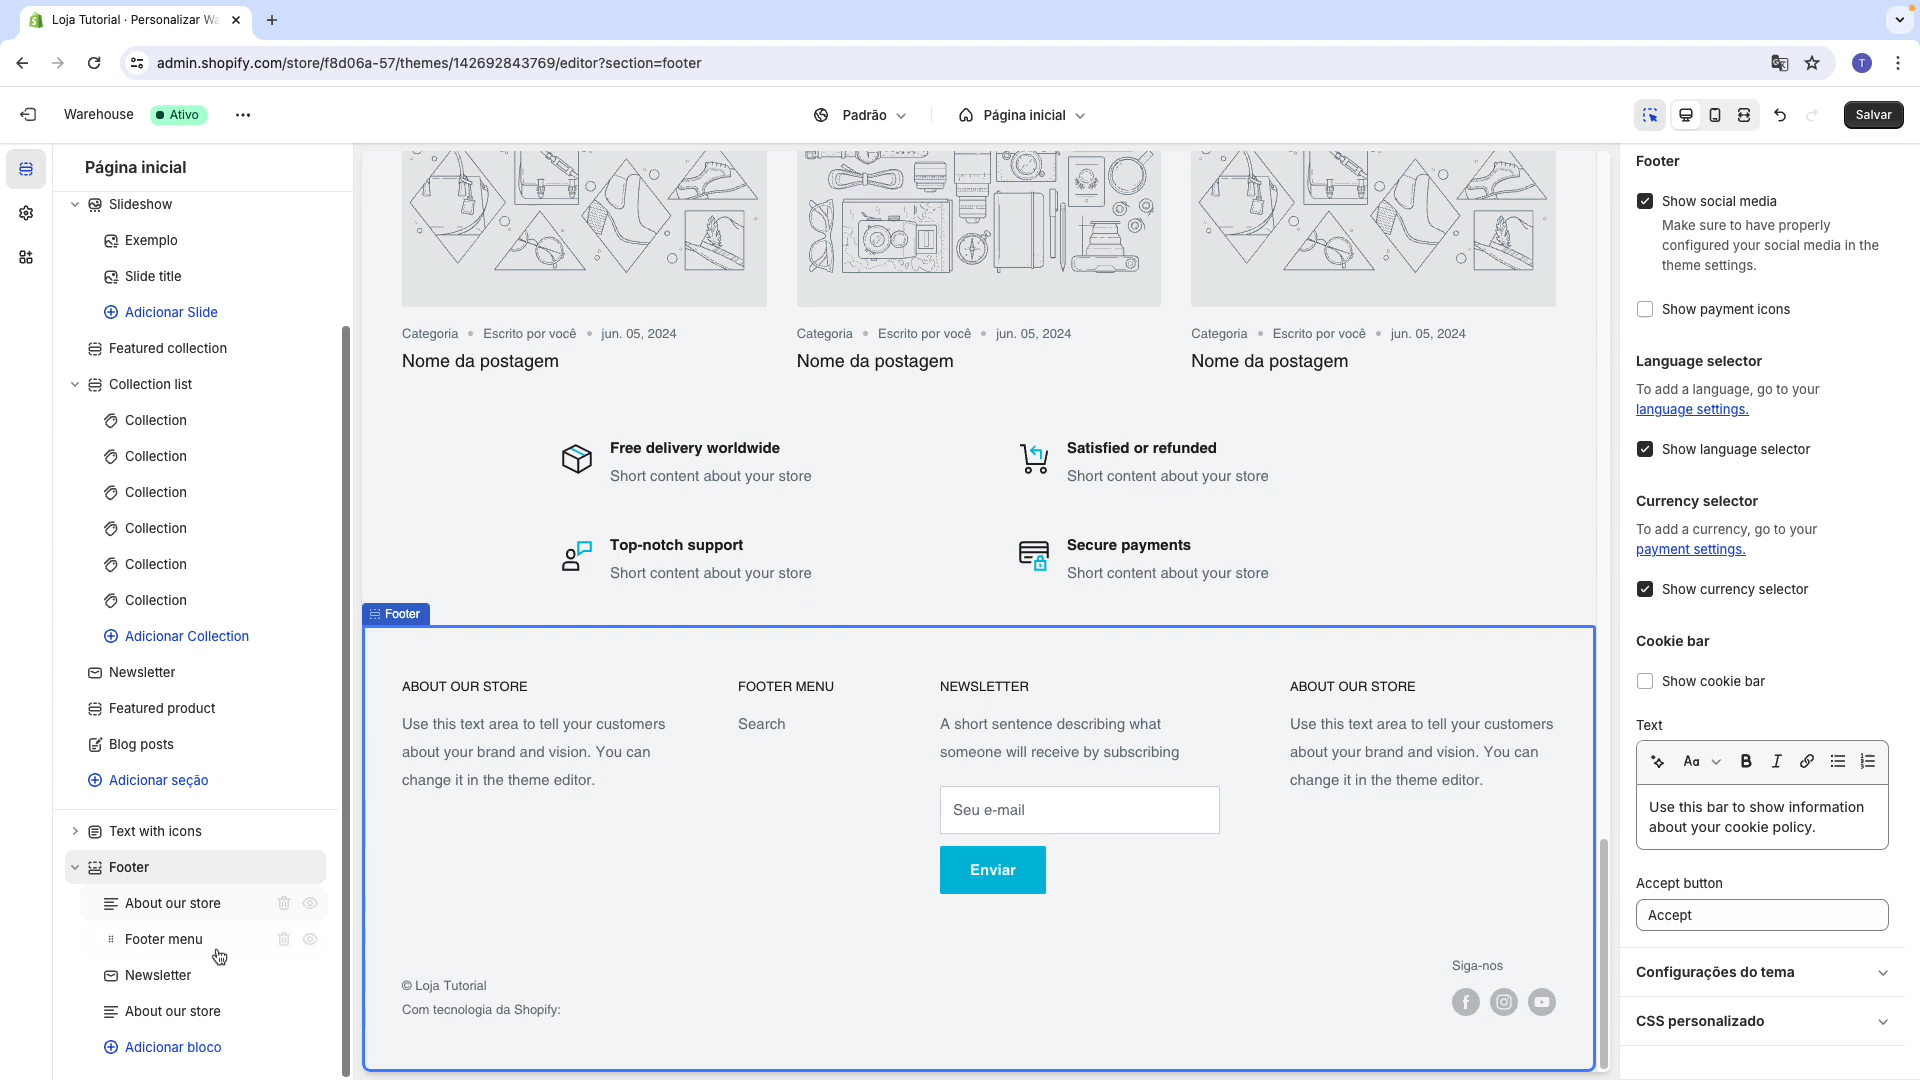 Loja Tutorial · Personalizar Wa
admin.shopify.com/store/f8d06a-57/themes/142692843769/editor?section=footer
T
Warehouse
Ativo
Padrão
Página inicial
Salvar
Página inicial
Slideshow
Exemplo
Slide title
Adicionar Slide
Featured collection
Collection list
Collection
Collection
Collection
Collection
Collection
Collection
Adicionar Collection
Newsletter
Featured product
Blog posts
Adicionar seção
Text with icons
Footer
About our store
Footer menu
Newsletter
About our store
Adicionar bloco
Categoria • Escrito por você • jun. 05, 2024
Nome da postagem
Categoria • Escrito por você • jun. 05, 2024
Nome da postagem
Categoria • Escrito por você • jun. 05, 2024
Nome da postagem
Free delivery worldwide
Short content about your store
Satisfied or refunded
Short content about your store
Top-notch support
Short content about your store
Secure payments
Short content about your store
Footer
ABOUT OUR STORE
Use this text area to tell your customers
about your brand and vision. You can
change it in the theme editor.
FOOTER MENU
Search
NEWSLETTER
A short sentence describing what
someone will receive by subscribing
Seu e-mail
Enviar
ABOUT OUR STORE
Use this text area to tell your customers
about your brand and vision. You can
change it in the theme editor.
© Loja Tutorial
Com tecnologia da Shopify:
Siga-nos
Footer
Show social media
Make sure to have properly
configured your social media in the
theme settings.
Show payment icons
Language selector
To add a language, go to your
language settings.
Show language selector
Currency selector
To add a currency, go to your
payment settings.
Show currency selector
Cookie bar
Show cookie bar
Text
Aa
B
I
Use this bar to show information
about your cookie policy.
Accept button
Accept
Configurações do tema
CSS personalizado